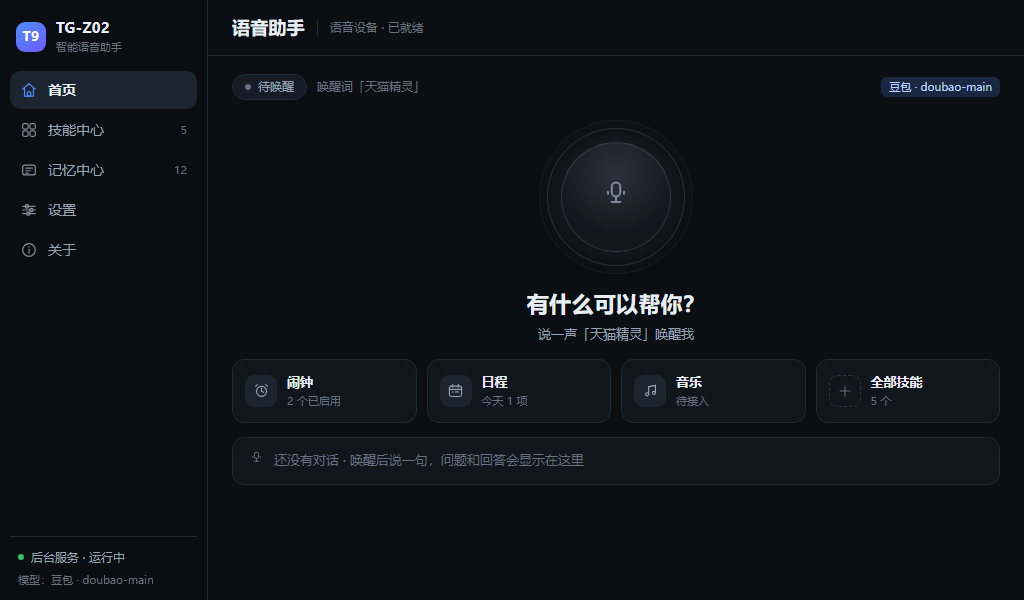 T9
TG-Z02
智能语音助手
首页
技能中心 5
记忆中心 12
设置
关于
后台服务 · 运行中
模型：豆包 · doubao-main
语音助手
语音设备 · 已就绪
待唤醒
唤醒词「天猫精灵」
豆包 · doubao-main
有什么可以帮你?
说一声「天猫精灵」唤醒我
闹钟
2 个已启用
日程
今天 1 项
音乐
待接入
全部技能
5 个
还没有对话 · 唤醒后说一句，问题和回答会显示在这里